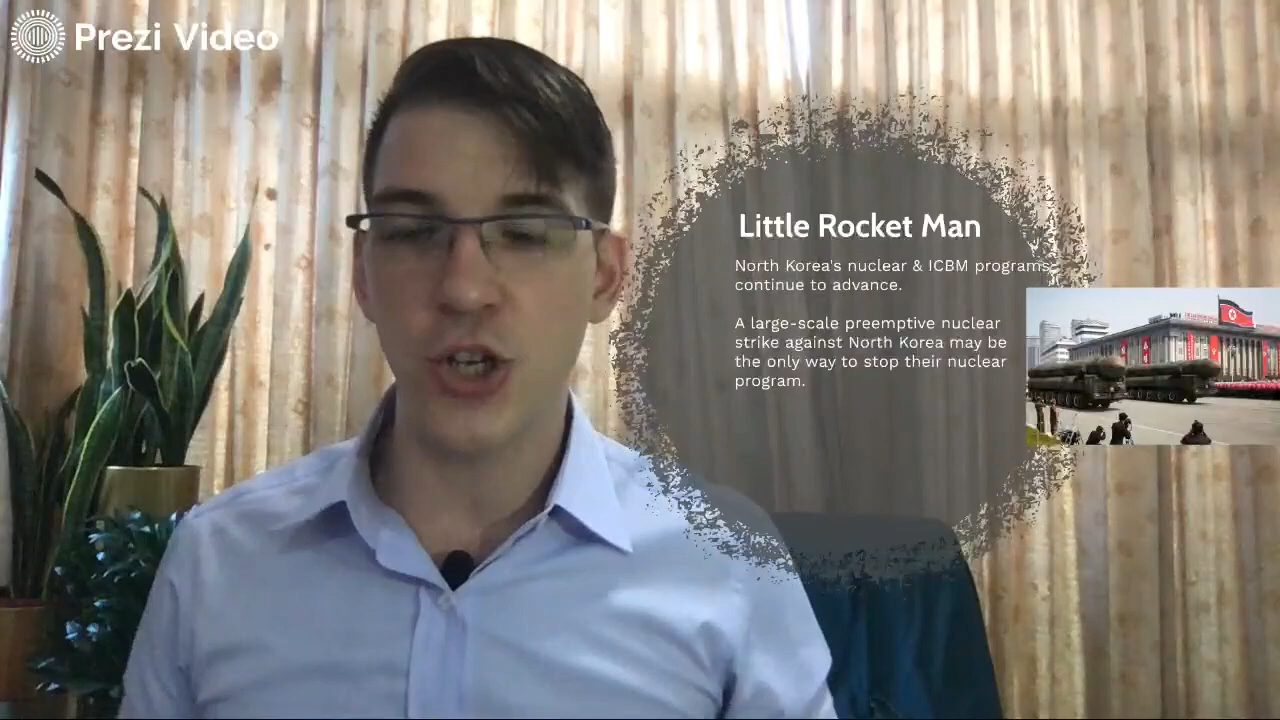 Prezi Video
Little Rocket Man
North Korea's nuclear & ICBM programs
continue to advance.
A large-scale preemptive nuclear
strike against North Korea may be
the only way to stop their nuclear
program.